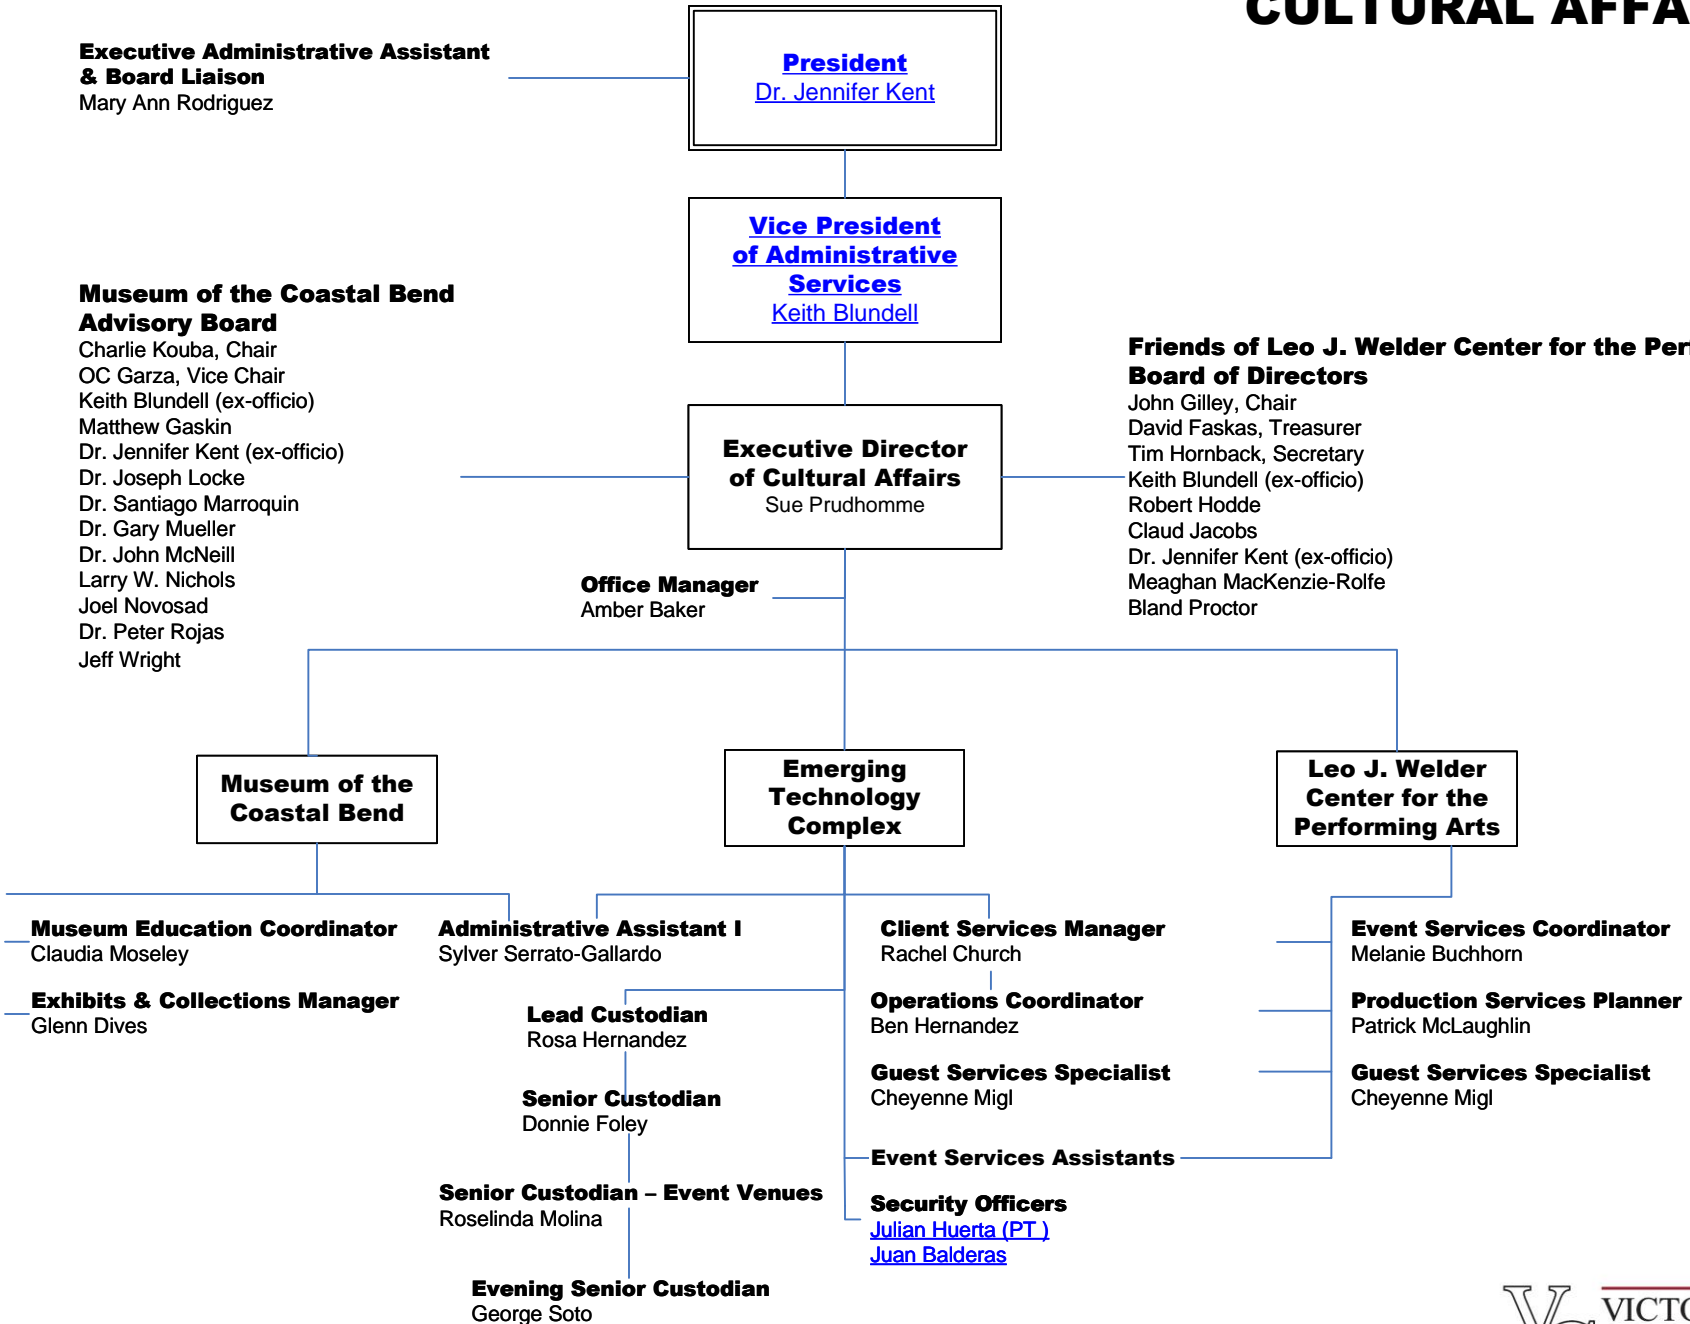 CULTURAL AFFA
Executive Administrative Assistant
& Board Liaison
Mary Ann Rodriguez
President
Dr. Jennifer Kent
Vice President
of Administrative
Services
Keith Blundell
Museum of the Coastal Bend
Advisory Board
Charlie Kouba, Chair
OC Garza, Vice Chair
Keith Blundell (ex-officio)
Matthew Gaskin
Dr. Jennifer Kent (ex-officio)
Dr. Joseph Locke
Dr. Santiago Marroquin
Dr. Gary Mueller
Dr. John McNeill
Larry W. Nichols
Joel Novosad
Dr. Peter Rojas
Jeff Wright
Executive Director
of Cultural Affairs
Sue Prudhomme
Friends of Leo J. Welder Center for the Per
Board of Directors
John Gilley, Chair
David Faskas, Treasurer
Tim Hornback, Secretary
Keith Blundell (ex-officio)
Robert Hodde
Claud Jacobs
Dr. Jennifer Kent (ex-officio)
Meaghan MacKenzie-Rolfe
Bland Proctor
Office Manager
Amber Baker
Museum of the
Coastal Bend
Emerging
Technology
Complex
Leo J. Welder
Center for the
Performing Arts
Museum Education Coordinator
Claudia Moseley
Exhibits & Collections Manager
Glenn Dives
Administrative Assistant I
Sylver Serrato-Gallardo
Lead Custodian
Rosa Hernandez
Senior Custodian
Donnie Foley
Senior Custodian – Event Venues
Roselinda Molina
Evening Senior Custodian
George Soto
Client Services Manager
Rachel Church
Operations Coordinator
Ben Hernandez
Guest Services Specialist
Cheyenne Migl
Event Services Assistants
Security Officers
Julian Huerta (PT )
Juan Balderas
Event Services Coordinator
Melanie Buchhorn
Production Services Planner
Patrick McLaughlin
Guest Services Specialist
Cheyenne Migl
VC
VICTO